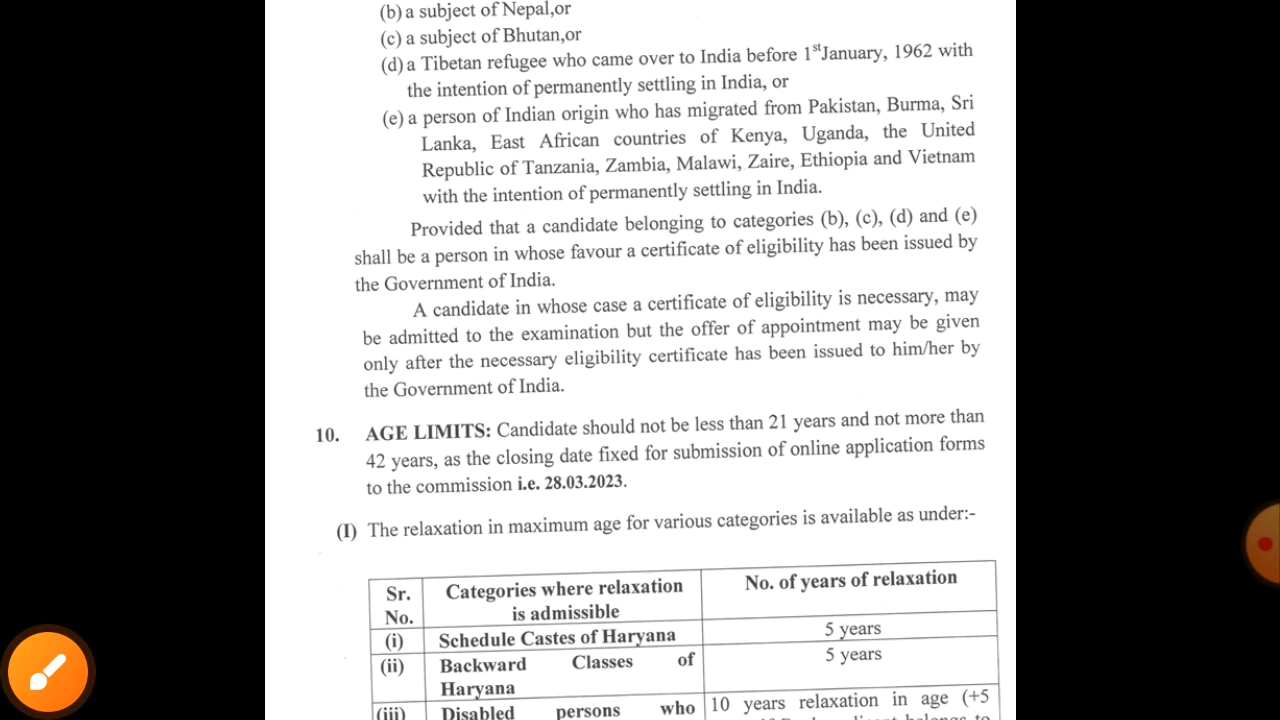 (b) a subject of Nepal,or
(c) a subject of Bhutan,or
(d) a Tibetan refugee who came over to India before 1stJanuary, 1962 with
the intention of permanently settling in India, or
(e) a person of Indian origin who has migrated from Pakistan, Burma, Sri
Lanka, East African countries of Kenya, Uganda, the United
Republic of Tanzania, Zambia, Malawi, Zaire, Ethiopia and Vietnam
with the intention of permanently settling in India.
Provided that a candidate belonging to categories (b), (c), (d) and (e)
shall be a person in whose favour a certificate of eligibility has been issued by
the Government of India.
A candidate in whose case a certificate of eligibility is necessary, may
be admitted to the examination but the offer of appointment may be given
only after the necessary eligibility certificate has been issued to him/her by
the Government of India.
10. AGE LIMITS: Candidate should not be less than 21 years and not more than
42 years, as the closing date fixed for submission of online application forms
to the commission i.e. 28.03.2023.
(I) The relaxation in maximum age for various categories is available as under:-
Sr. No. Categories where relaxation is admissible No. of years of relaxation
(i) Schedule Castes of Haryana 5 years
(ii) Backward Classes of Haryana 5 years
(iii) Disabled persons who 10 years relaxation in age (+5